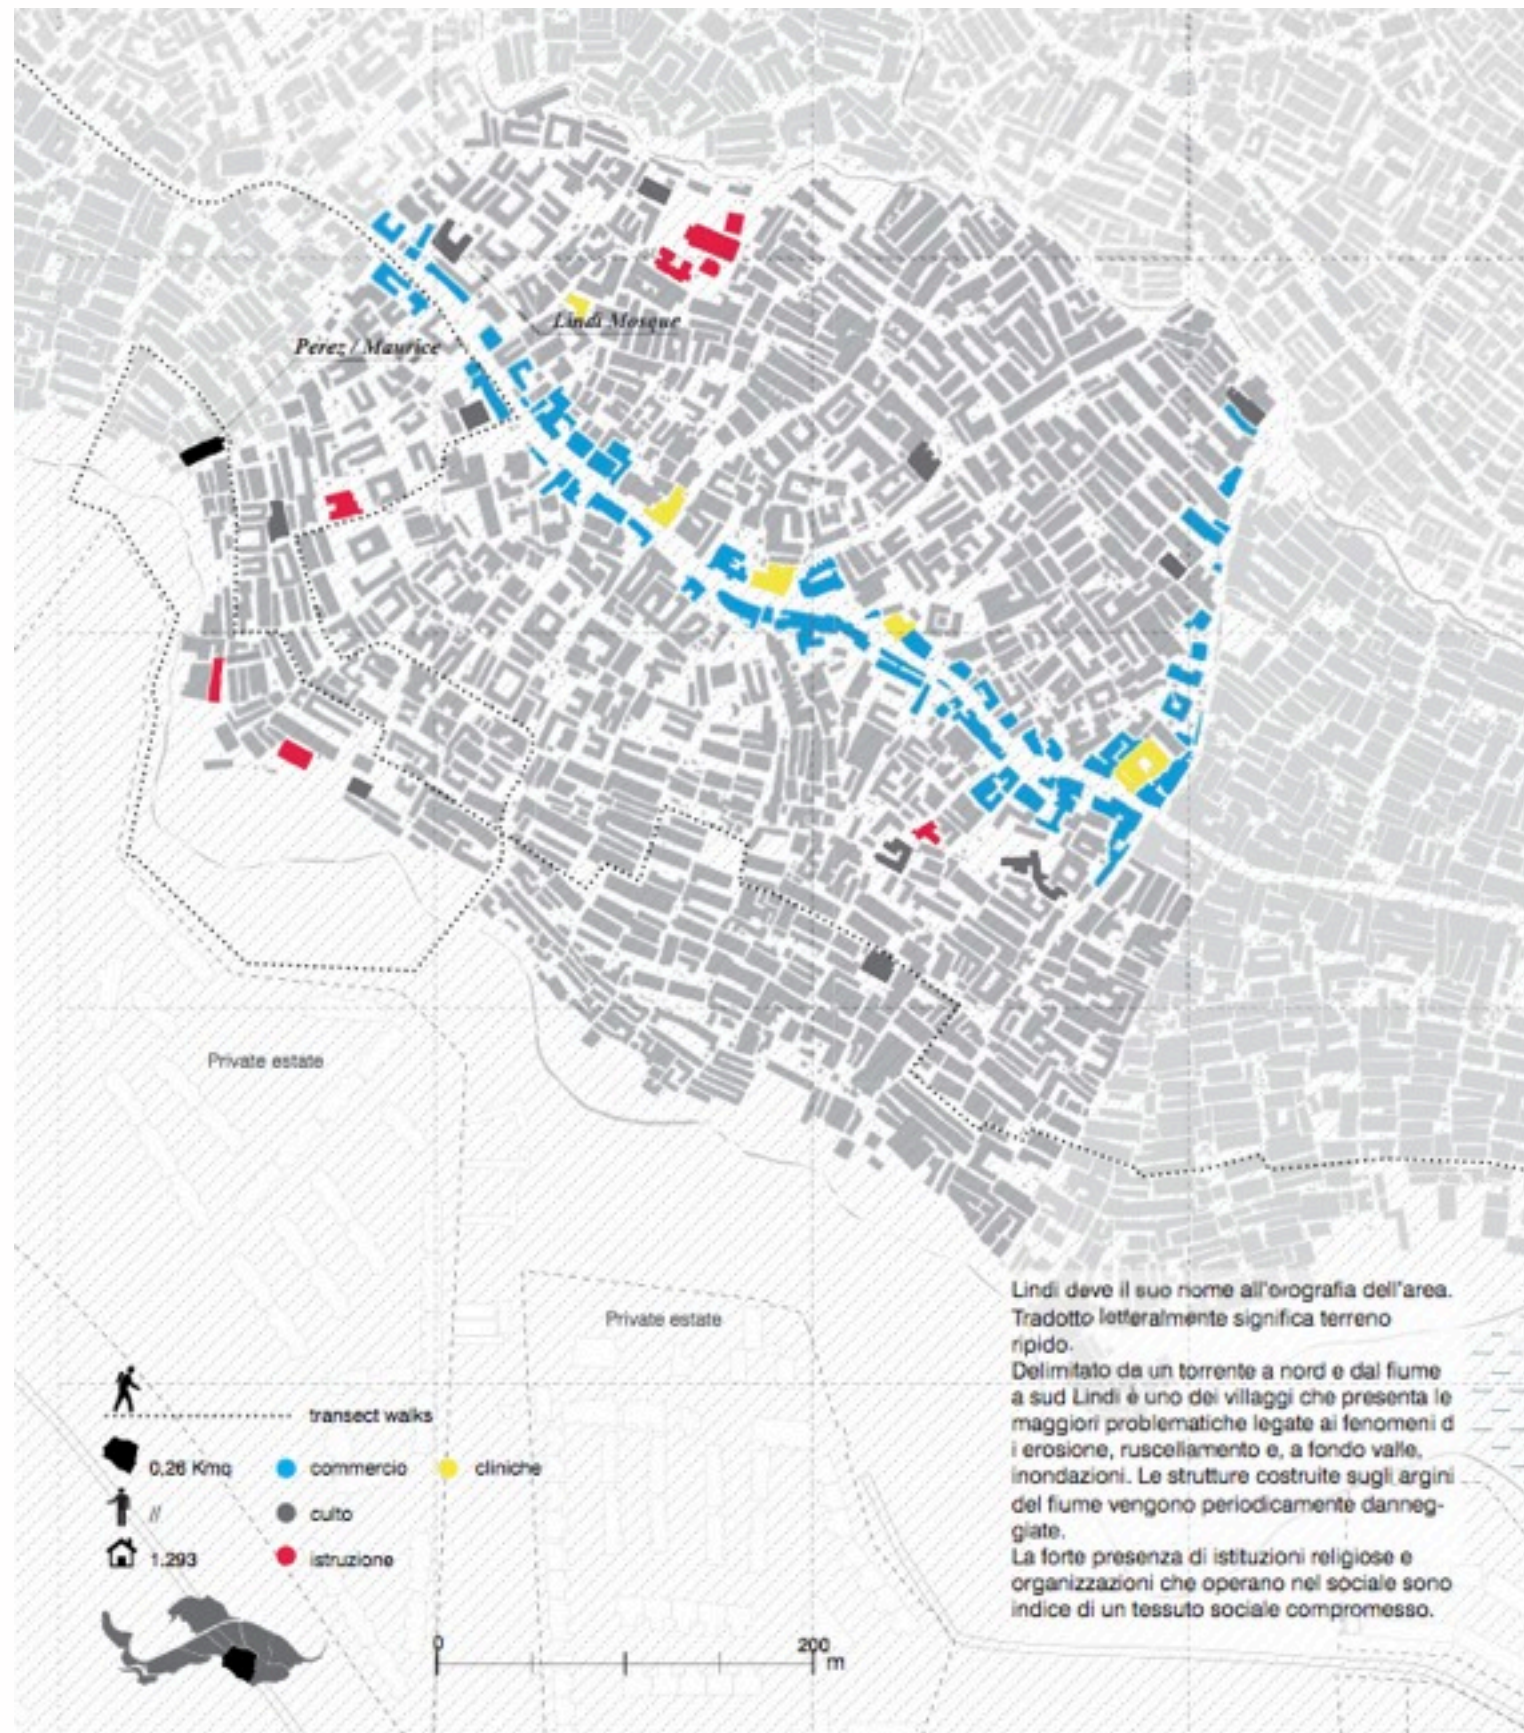 Lindi Mosque
Perez / Maurice
Private estate
Private estate
Lindi deve il suo nome all'orografia dell'area.
Tradotto letteralmente significa terreno
ripido.
Delimitato da un torrente a nord e dal fiume
a sud Lindi è uno dei villaggi che presenta le
maggiori problematiche legate ai fenomeni d
i erosione, ruscellamento e, a fondo valle,
inondazioni. Le strutture costruite sugli argini
del fiume vengono periodicamente danneg-
giate.
La forte presenza di istituzioni religiose e
organizzazioni che operano nel sociale sono
indice di un tessuto sociale compromesso.
transect walks
0.26 Kmq
commercio
cliniche
//
culto
1.293
istruzione
0
200
m